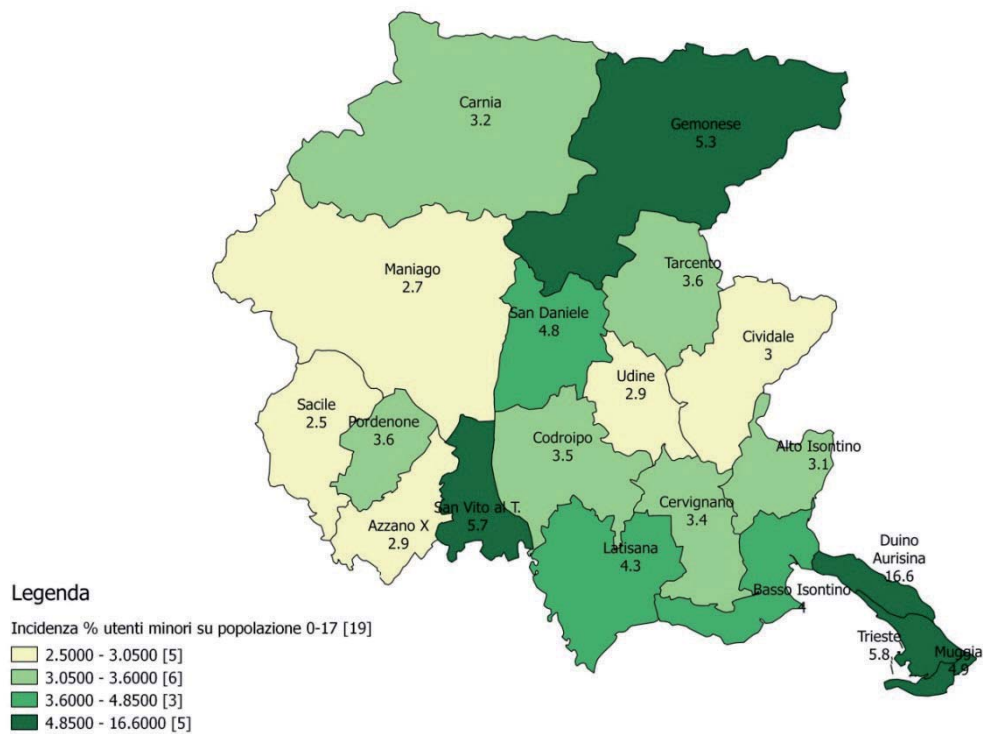 Carnia
3.2
Gemonese
5.3
Tarcento
3.6
Maniago
2.7
San Daniele
4.8
Cividale
3
Udine
2.9
Sacile
2.5
Pordenone
3.6
Codroipo
3.5
Alto Isontino
3.1
Cervignano
3.4
San Vito al T.
5.7
Azzano X
2.9
Latisana
4.3
Duino
Aurisina
16.6
Basso Isontino
4
Trieste
5.8
Muggia
4.9
Legenda
Incidenza % utenti minori su popolazione 0-17 [19]
2.5000 - 3.0500 [5]
3.0500 - 3.6000 [6]
3.6000 - 4.8500 [3]
4.8500 - 16.6000 [5]